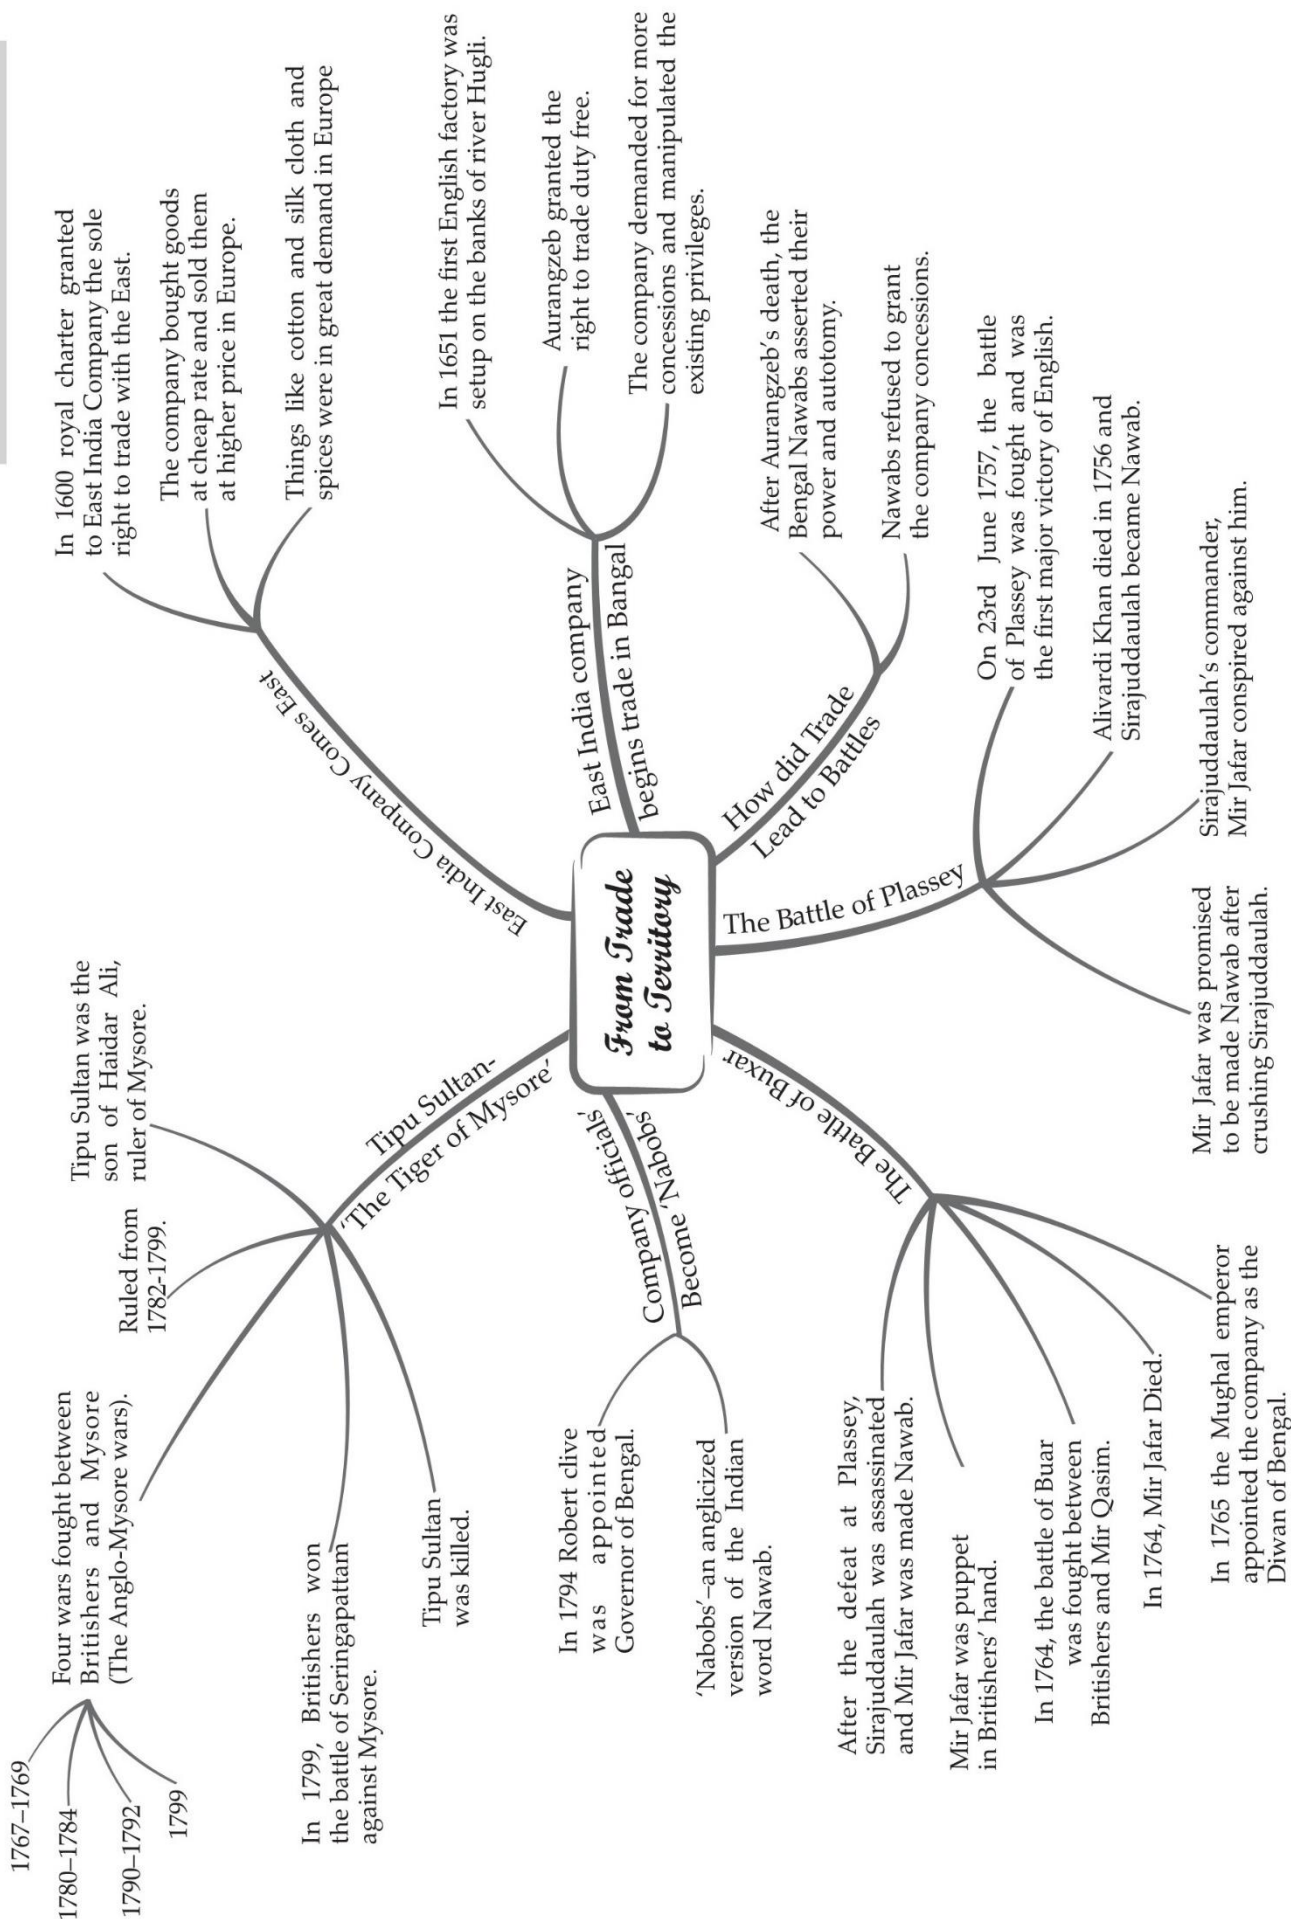 From Trade
to Territory
East India Company Comes East
In 1600 royal charter granted
to East India Company the sole
right to trade with the East.
The company bought goods
at cheap rate and sold them
at higher price in Europe.
Things like cotton and silk cloth and
spices were in great demand in Europe
East India company
begins trade in Bangal
In 1651 the first English factory was
setup on the banks of river Hugli.
Aurangzeb granted the
right to trade duty free.
The company demanded for more
concessions and manipulated the
existing privileges.
How did Trade
Lead to Battles
After Aurangzeb's death, the
Bengal Nawabs asserted their
power and autotomy.
Nawabs refused to grant
the company concessions.
The Battle of Plassey
On 23rd June 1757, the battle
of Plassey was fought and was
the first major victory of English.
Alivardi Khan died in 1756 and
Sirajuddaulah became Nawab.
Sirajuddaulah's commander,
Mir Jafar conspired against him.
Mir Jafar was promised
to be made Nawab after
crushing Sirajuddaulah.
The Battle of Buxar
After the defeat at Plassey,
Sirajuddaulah was assassinated
and Mir Jafar was made Nawab.
Mir Jafar was puppet
in Britishers' hand.
In 1764, the battle of Buar
was fought between
Britishers and Mir Qasim.
In 1764, Mir Jafar Died.
In 1765 the Mughal emperor
appointed the company as the
Diwan of Bengal.
Company officials'
Become 'Nabobs'
In 1794 Robert clive
was appointed
Governor of Bengal.
'Nabobs'–an anglicized
version of the Indian
word Nawab.
Tipu Sultan-
'The Tiger of Mysore'
Tipu Sultan was the
son of Haidar Ali,
ruler of Mysore.
Ruled from
1782-1799.
Four wars fought between
Britishers and Mysore
(The Anglo-Mysore wars).
1767–1769
1780–1784
1790–1792
1799
In 1799, Britishers won
the battle of Seringapattam
against Mysore.
Tipu Sultan
was killed.